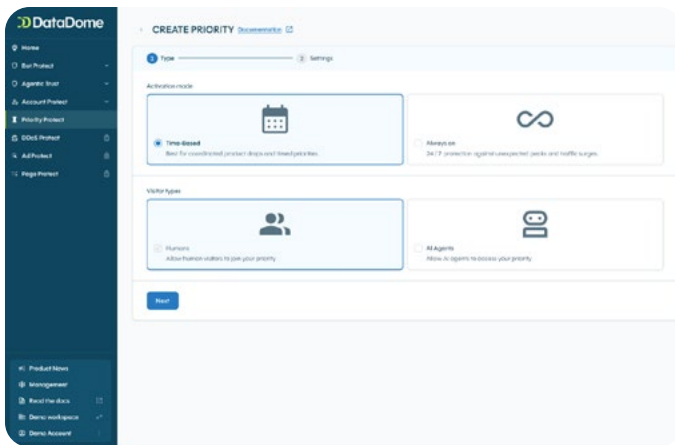 DataDome
Home
Bot Protect
Agentic Trust
Account Protect
Priority Protect
DDoS Protect
Ad Protect
Page Protect
Product News
Management
Read the docs
Demo workspace
Demo Account
CREATE PRIORITY Documentation
1 Type
2 Settings
Activation mode
Time-Based
Best for coordinated product drops and timed priorities.
Always on
24/7 protection against unexpected peaks and traffic surges.
Visitor types
Humans
Allow human visitors to join your priority
AI Agents
Allow AI agents to access your priority
Next